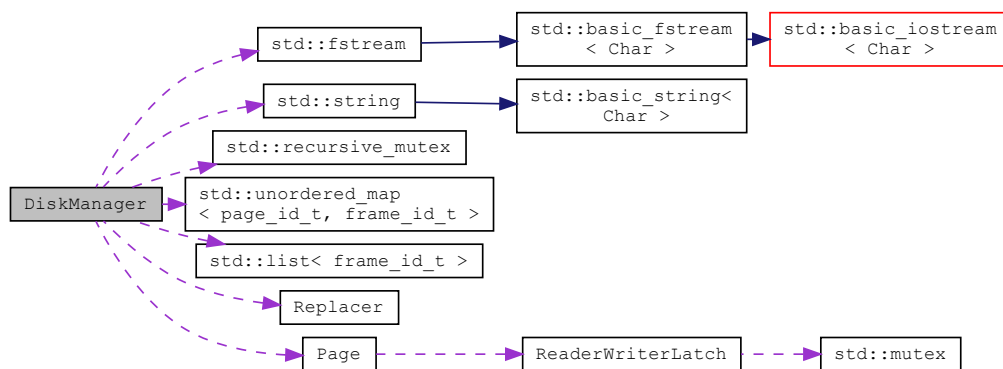 DiskManager
std::fstream
std::basic_fstream
< Char >
std::basic_iostream
< Char >
std::string
std::basic_string<
Char >
std::recursive_mutex
std::unordered_map
< page_id_t, frame_id_t >
std::list< frame_id_t >
Replacer
Page
ReaderWriterLatch
std::mutex